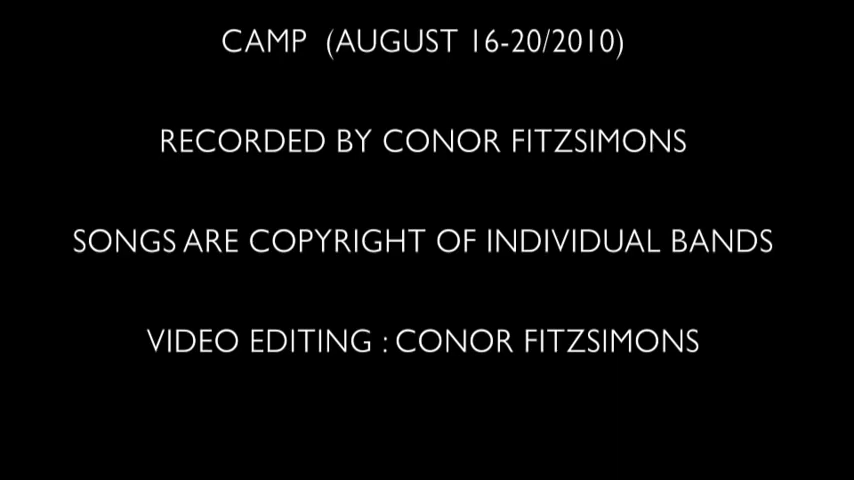 CAMP (AUGUST 16-20/2010)
RECORDED BY CONOR FITZSIMONS
SONGS ARE COPYRIGHT OF INDIVIDUAL BANDS
VIDEO EDITING : CONOR FITZSIMONS